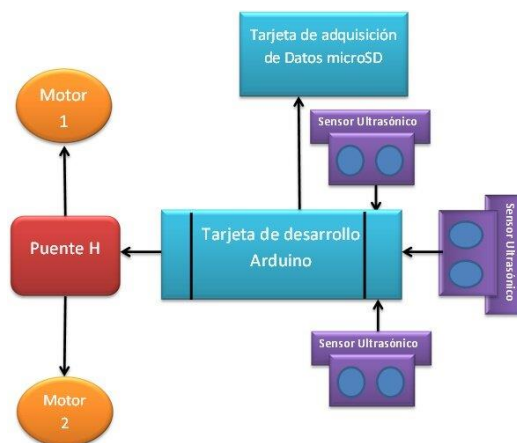 Tarjeta de adquisición
de Datos microSD
Motor
1
Sensor Ultrasónico
Puente H
Tarjeta de desarrollo
Arduino
Sensor Ultrasónico
Sensor Ultrasónico
Motor
2